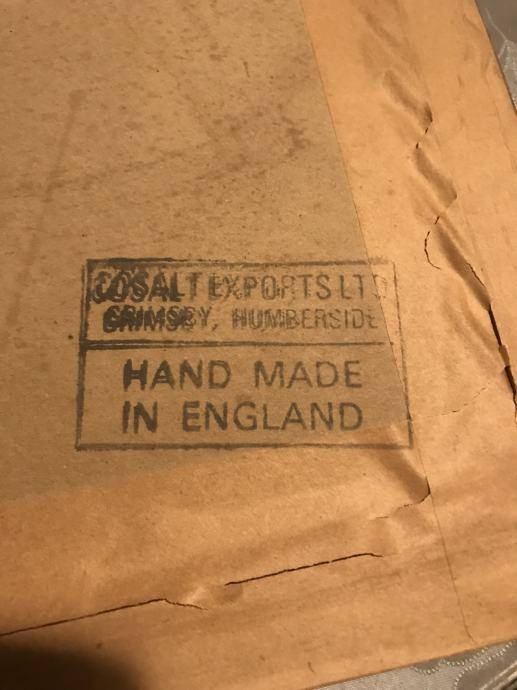 COSALT EXPORTS LTD
GRIMSBY, HUMBERSIDE
HAND MADE
IN ENGLAND